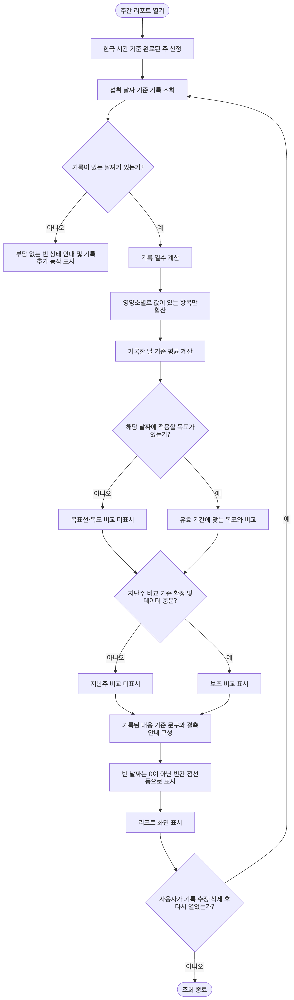 주간 리포트 열기
한국 시간 기준 완료된 주 산정
섭취 날짜 기준 기록 조회
기록이 있는 날짜가 있는가?
아니오
예
부담 없는 빈 상태 안내 및 기록
추가 동작 표시
기록 일수 계산
영양소별로 값이 있는 항목만
합산
기록한 날 기준 평균 계산
해당 날짜에 적용할 목표가
있는가?
아니오
예
목표선·목표 비교 미표시
유효 기간에 맞는 목표와 비교
예
지난주 비교 기준 확정 및
데이터 충분?
아니오
예
지난주 비교 미표시
보조 비교 표시
기록된 내용 기준 문구와 결측
안내 구성
빈 날짜는 0이 아닌 빈칸·점선
등으로 표시
리포트 화면 표시
사용자가 기록 수정·삭제 후
다시 열었는가?
아니오
조회 종료